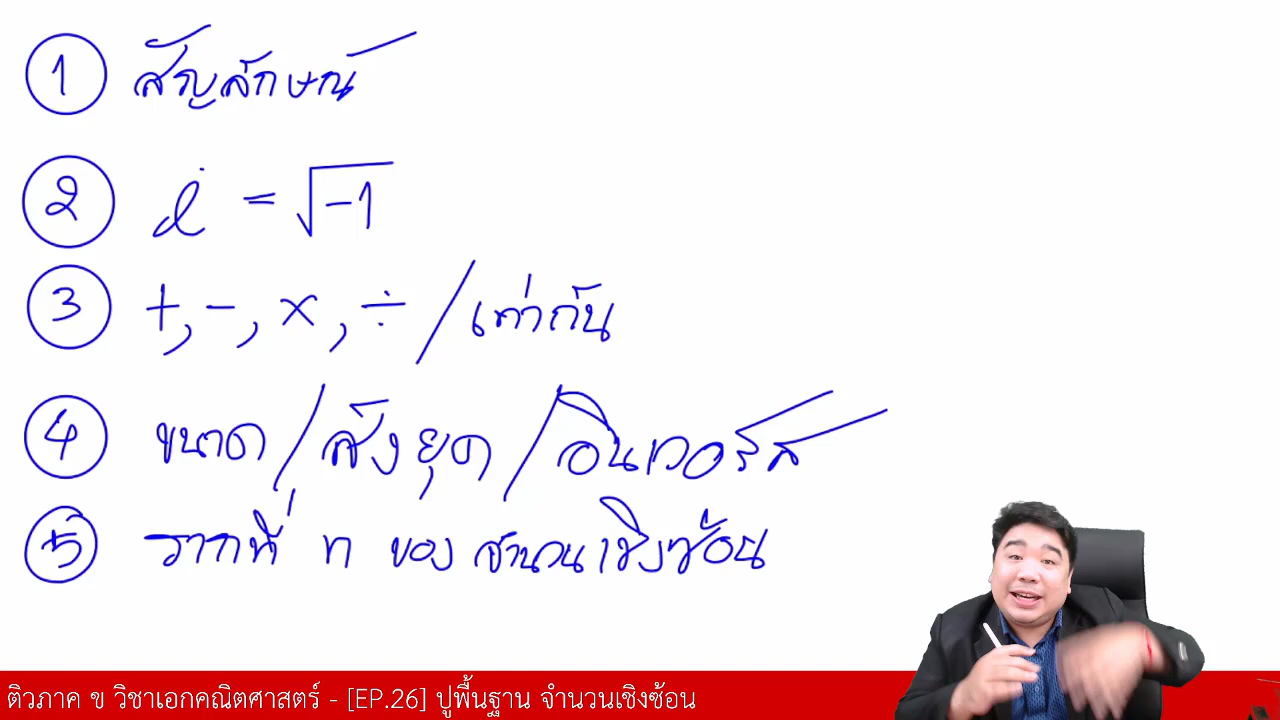 1 สัญลักษณ์
2 i = √-1
3 +, -, ×, ÷ / เท่ากัน
4 ขนาด / สังยุค / อินเวอร์ส
5 รากที่ n ของ จำนวนเชิงซ้อน
ติวภาค ข วิชาเอกคณิตศาสตร์ - [EP.26] ปูพื้นฐาน จำนวนเชิงซ้อน